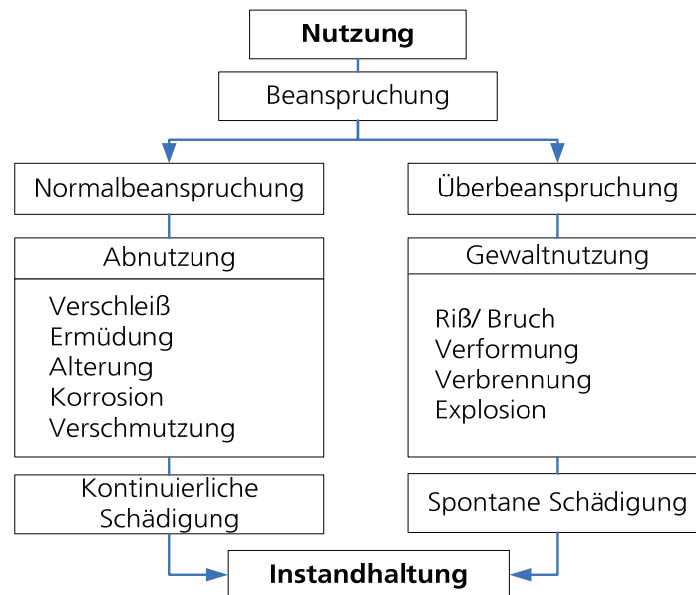 Nutzung
Beanspruchung
Normalbeanspruchung
Abnutzung
Verschleiß
Ermüdung
Alterung
Korrosion
Verschmutzung
Kontinuierliche
Schädigung
Überbeanspruchung
Gewaltnutzung
Riß/ Bruch
Verformung
Verbrennung
Explosion
Spontane Schädigung
Instandhaltung